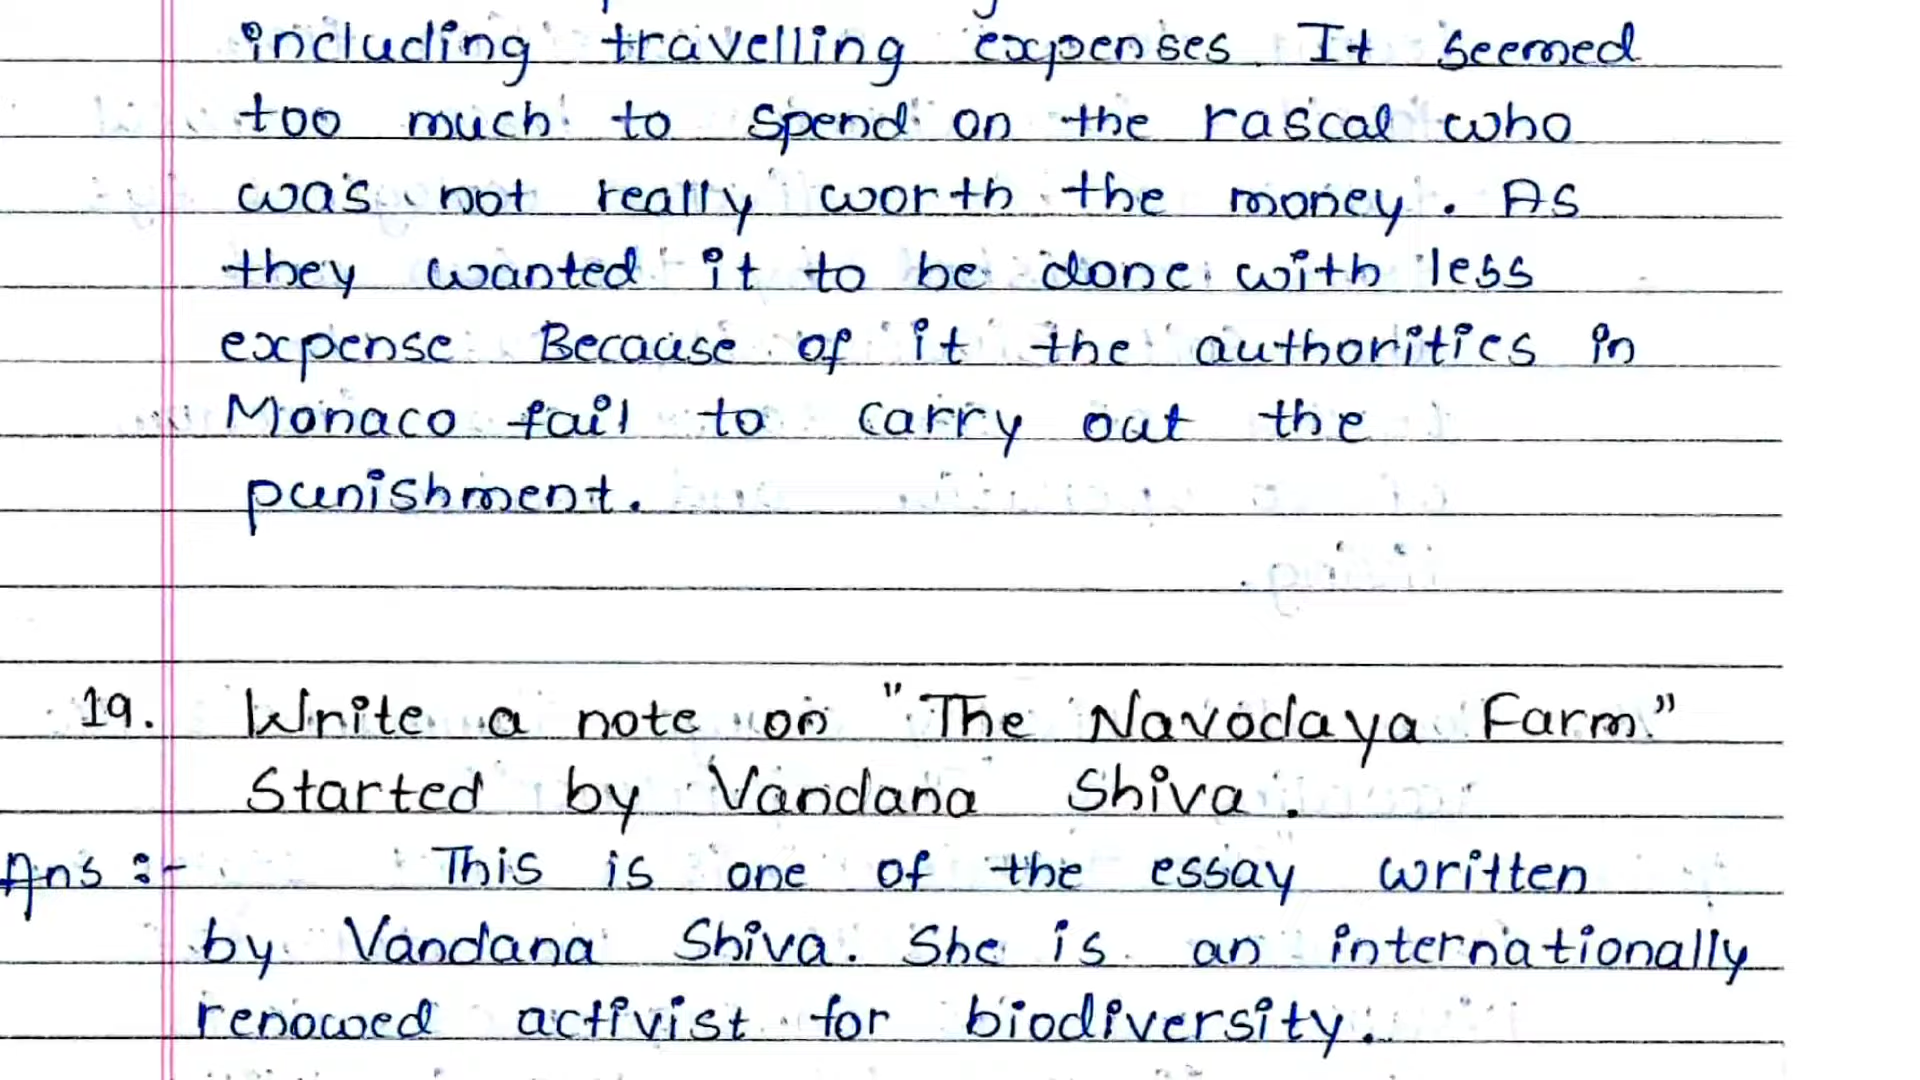 including travelling expenses. It seemed
too much to spend on the rascal who
was not really worth the money. As
they wanted it to be done with less
expense. Because of it the authorities in
Monaco fail to carry out the
punishment.
19. Write a note on "The Navodaya Farm"
Started by Vandana Shiva.
Ans :- This is one of the essay written
by Vandana Shiva. She is an internationally
renowed activist for biodiversity.